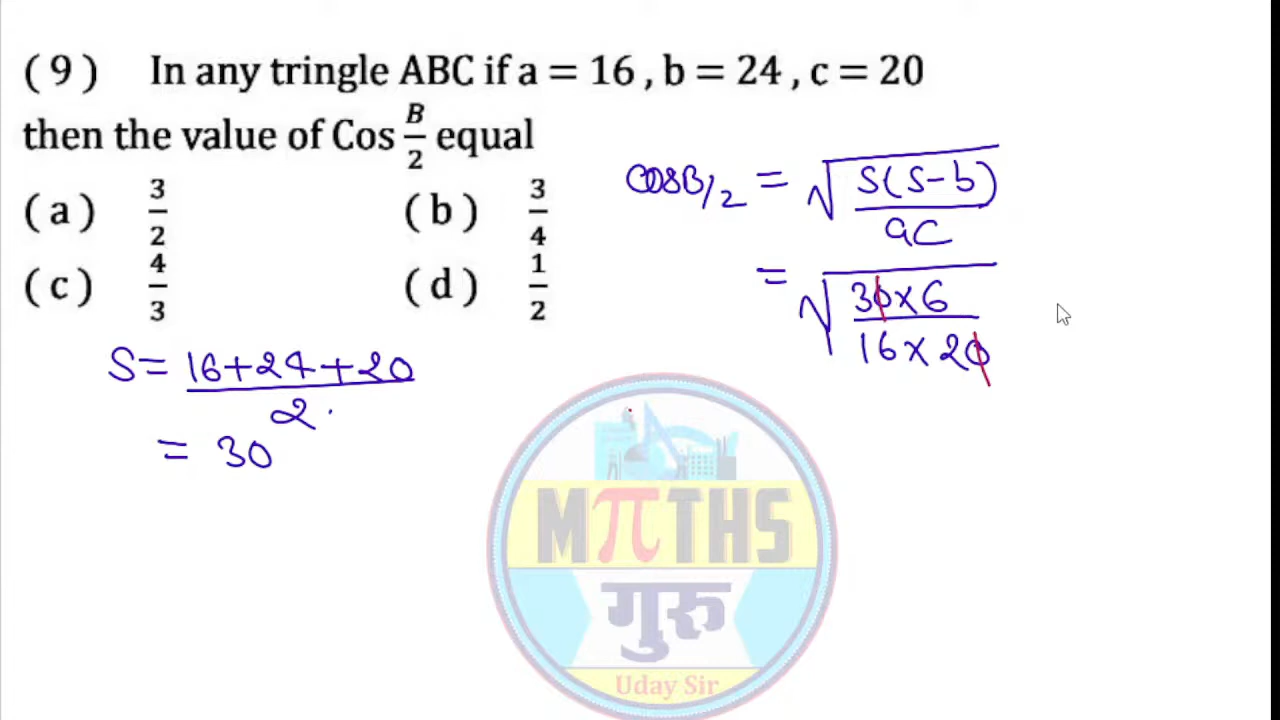 ( 9 ) In any tringle ABC if a = 16 , b = 24 , c = 20
then the value of Cos B/2 equal
( a ) 3/2 ( b ) 3/4
( c ) 4/3 ( d ) 1/2
cosB/2 = √(s(s-b)/ac)
= √(30×6/16×20)
S = 16+24+20/2
= 30
MπTHS
गुरु
Uday Sir